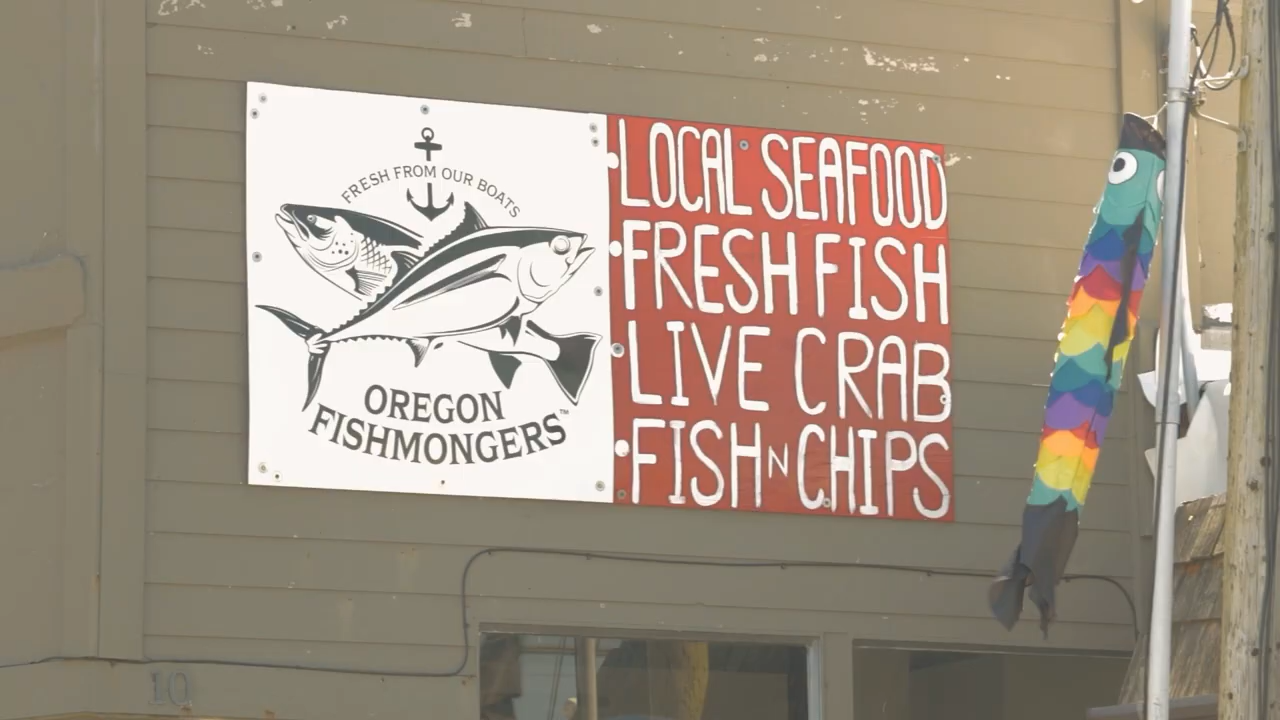 FRESH FROM OUR BOATS
OREGON
FISHMONGERS™
LOCAL SEAFOOD
FRESH FISH
LIVE CRAB
FISH N CHIPS
10